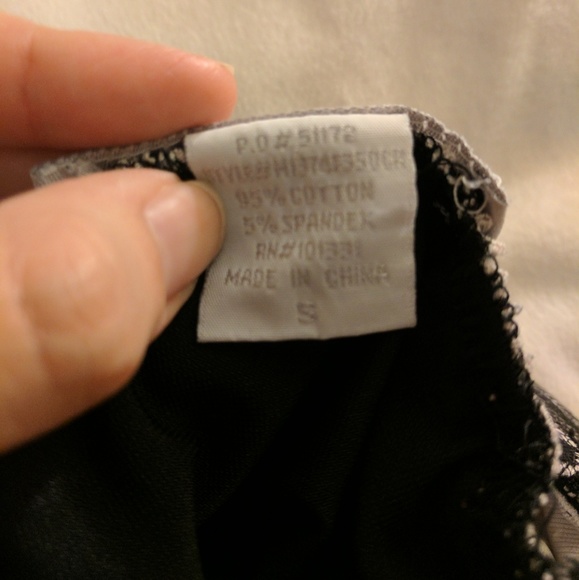 P.O# 51172
95% COTTON
5% SPANDEX
RN#101331
MADE IN CHINA
S